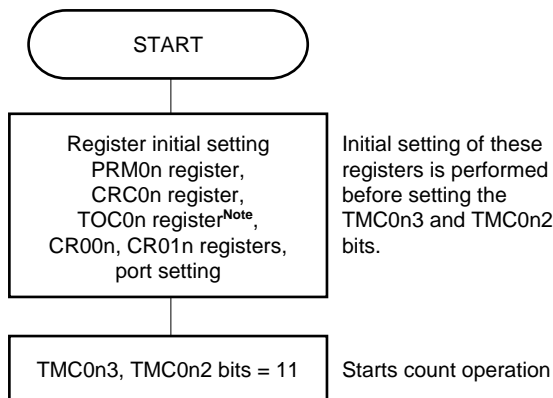 START
Register initial setting
PRM0n register,
CRC0n register,
TOC0n registerNote,
CR00n, CR01n registers,
port setting
Initial setting of these
registers is performed
before setting the
TMC0n3 and TMC0n2
bits.
TMC0n3, TMC0n2 bits = 11
Starts count operation